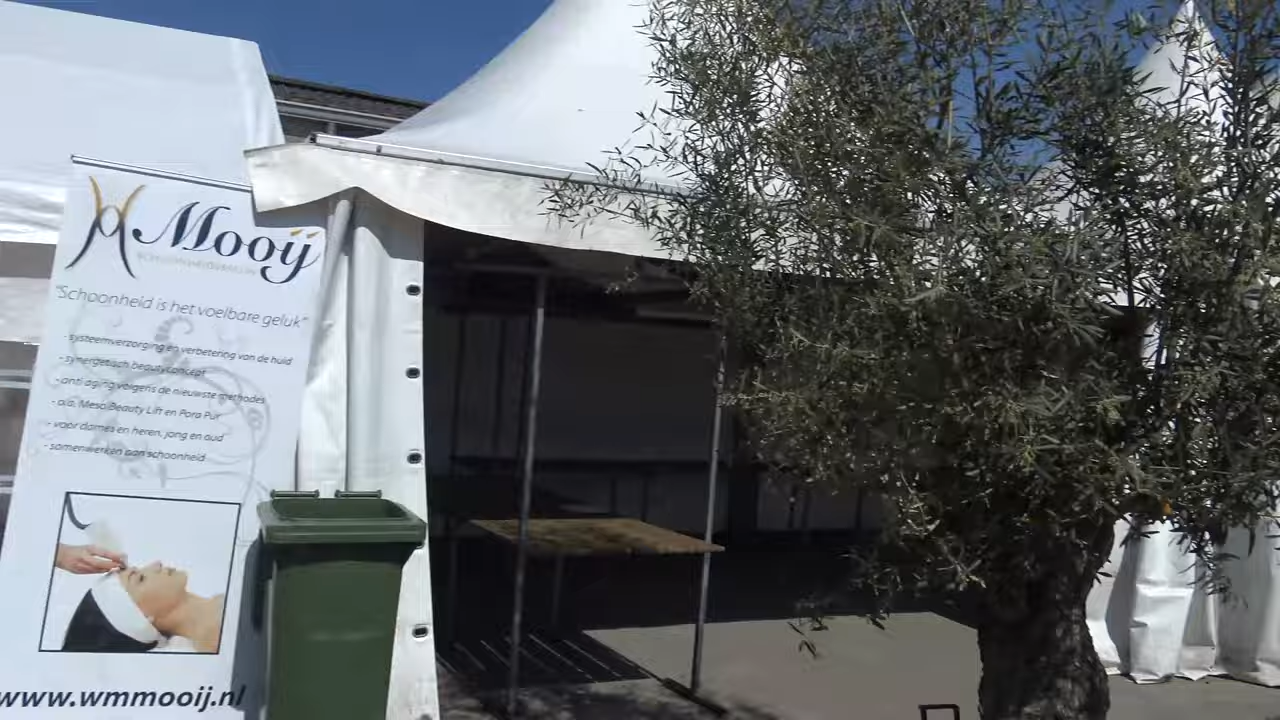 Mooij
"Schoonheid is het voelbare geluk"
- systeemverzorging en verbetering van de huid
- synergetisch beautyconcept
- anti aging volgens de nieuwste methodes
- o.a. Meso Beauty Lift en Pora Pur
- voor dames en heren, jong en oud
- samenwerken aan schoonheid
www.wmmooij.nl